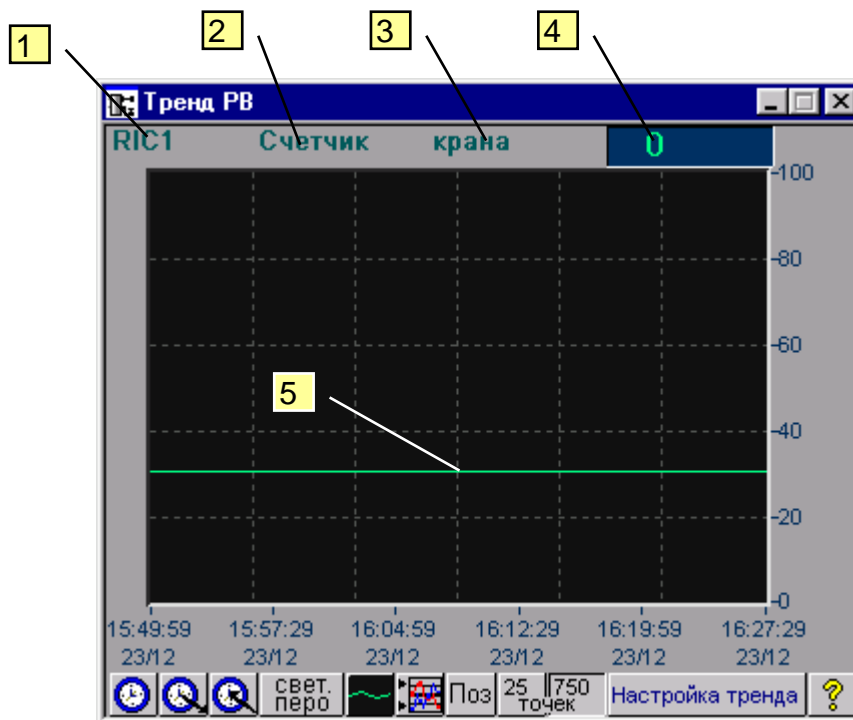 1 2 3 4
Тренд РВ
RIC1 Счетчик крана 0
100
80
60
5
40
20
0
15:49:59 15:57:29 16:04:59 16:12:29 16:19:59 16:27:29
23/12 23/12 23/12 23/12 23/12 23/12
свет. перо Поз 25 750 точек Настройка тренда ?